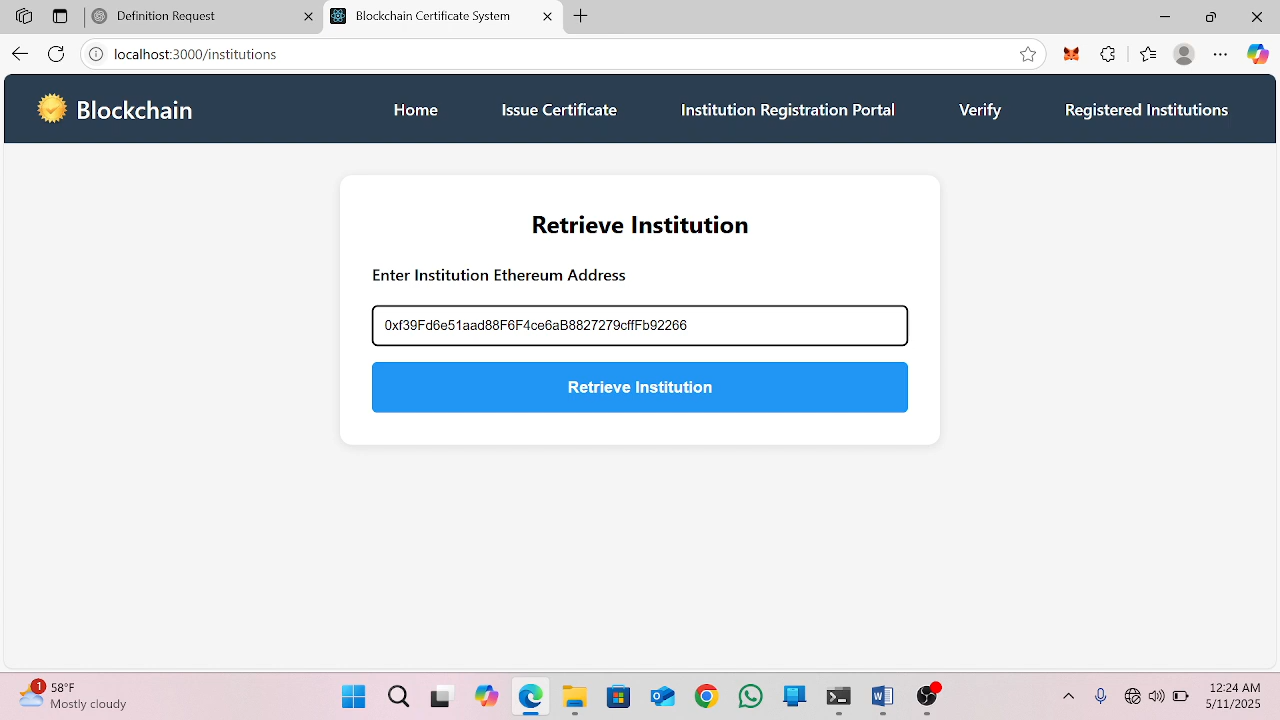 Definition Request
Blockchain Certificate System
localhost:3000/institutions
Blockchain
Home
Issue Certificate
Institution Registration Portal
Verify
Registered Institutions
Retrieve Institution
Enter Institution Ethereum Address
0xf39Fd6e51aad88F6F4ce6aB8827279cffFb92266
Retrieve Institution
1
58°F
Mostly cloudy
12:24 AM
5/11/2025